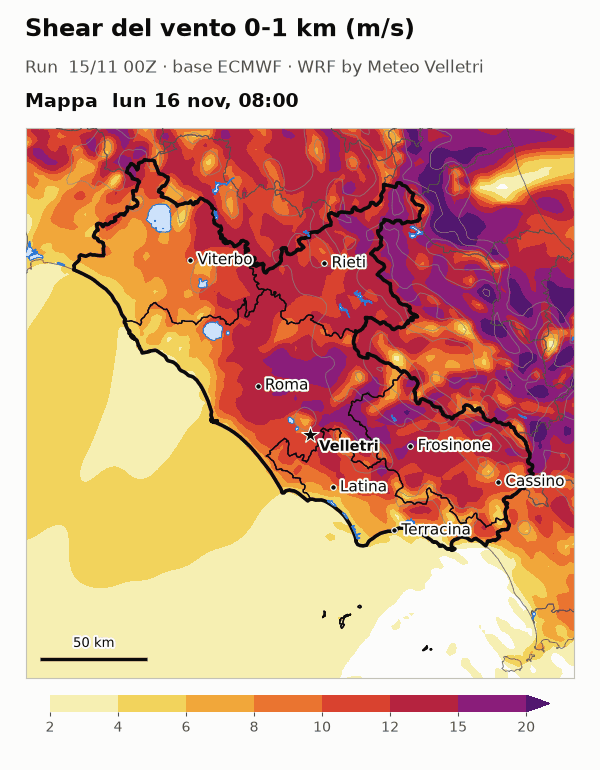 Shear del vento 0-1 km (m/s)
Run 15/11 00Z · base ECMWF · WRF by Meteo Velletri
Mappa lun 16 nov, 08:00
Viterbo
Rieti
Roma
Velletri
Frosinone
Cassino
Latina
Terracina
50 km
2 4 6 8 10 12 15 20